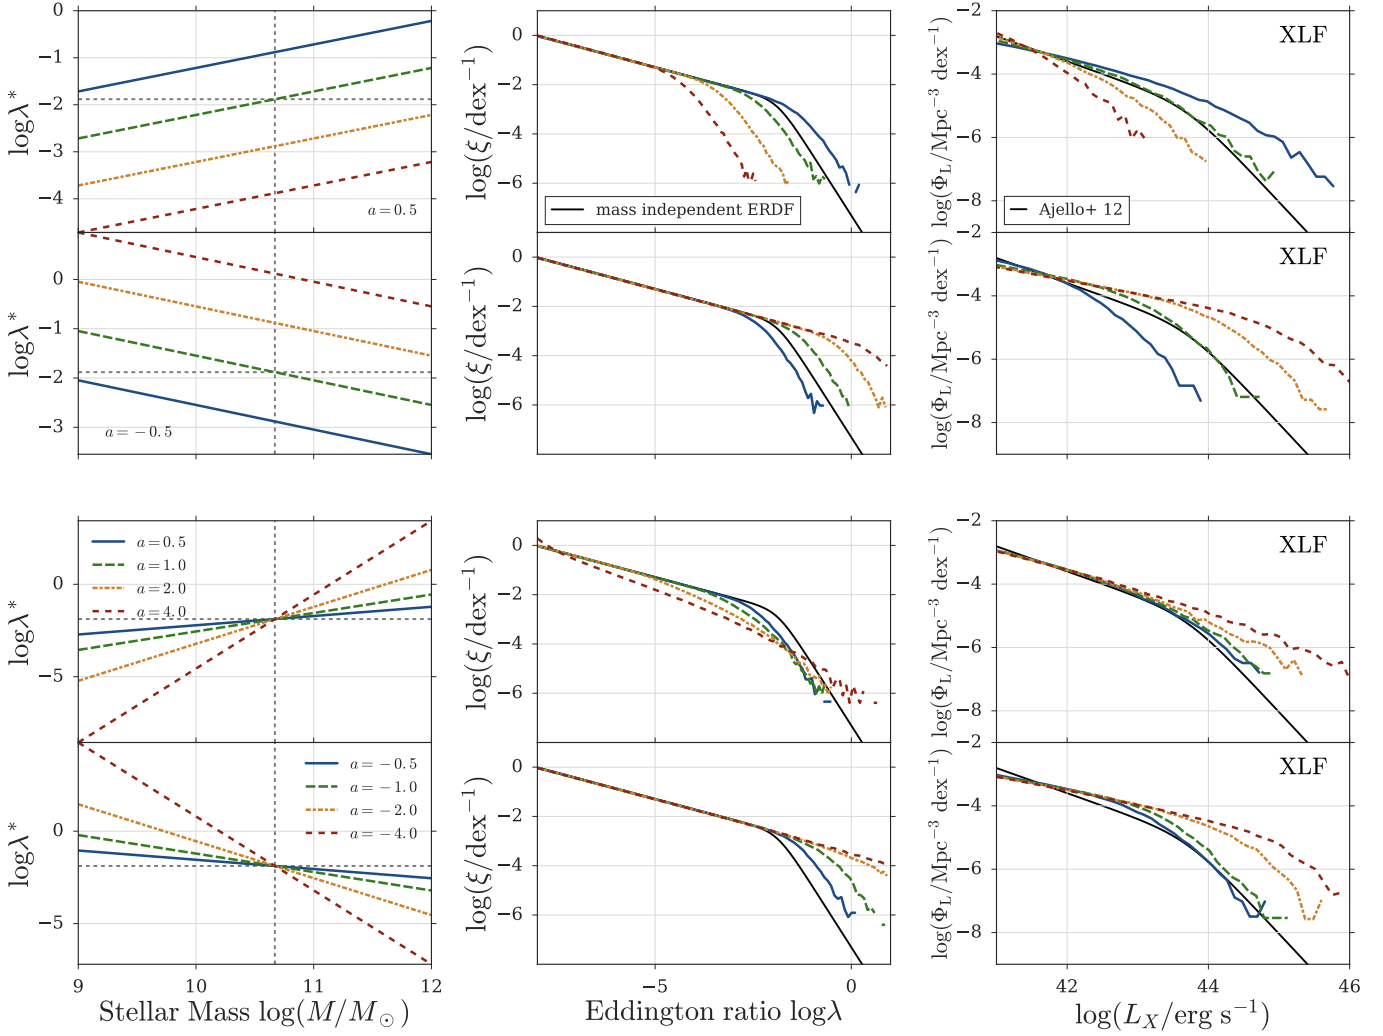 0
−1
−2
−3
−4
logλ*
a = 0.5
0
−2
−4
−6
log(ξ/dex⁻¹)
mass independent ERDF
−2
−4
−6
−8
log(Φ_L/Mpc⁻³ dex⁻¹)
XLF
Ajello+ 12
0
−1
−2
−3
logλ*
a = −0.5
0
−2
−4
−6
log(ξ/dex⁻¹)
−2
−4
−6
−8
log(Φ_L/Mpc⁻³ dex⁻¹)
XLF
0
−5
logλ*
a = 0.5
a = 1.0
a = 2.0
a = 4.0
0
−2
−4
−6
log(ξ/dex⁻¹)
−2
−4
−6
−8
log(Φ_L/Mpc⁻³ dex⁻¹)
XLF
0
−5
logλ*
a = −0.5
a = −1.0
a = −2.0
a = −4.0
9 10 11 12
Stellar Mass log(M/M☉)
0
−2
−4
−6
log(ξ/dex⁻¹)
−5 0
Eddington ratio logλ
−2
−4
−6
−8
log(Φ_L/Mpc⁻³ dex⁻¹)
XLF
42 44 46
log(L_X/erg s⁻¹)